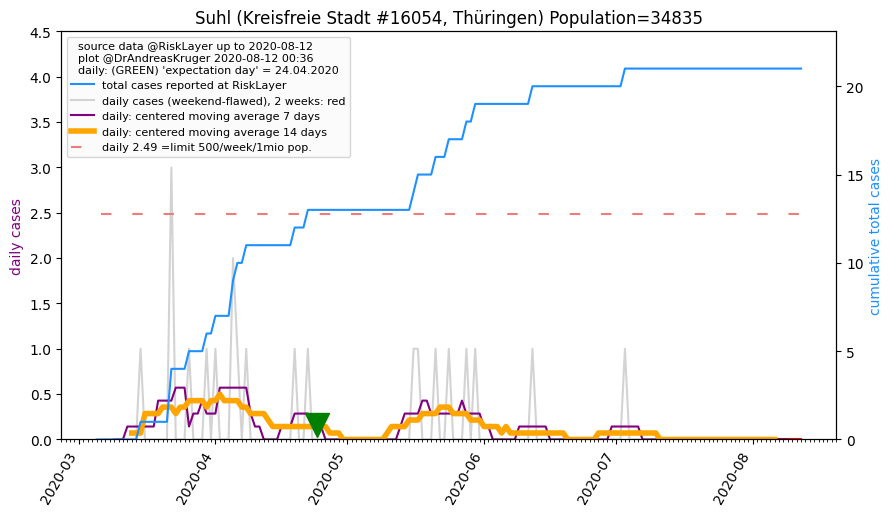 Suhl (Kreisfreie Stadt #16054, Thüringen) Population=34835
source data @RiskLayer up to 2020-08-12
plot @DrAndreasKruger 2020-08-12 00:36
daily: (GREEN) 'expectation day' = 24.04.2020
total cases reported at RiskLayer
daily cases (weekend-flawed), 2 weeks: red
daily: centered moving average 7 days
daily: centered moving average 14 days
daily 2.49 =limit 500/week/1mio pop.
daily cases
4.5
4.0
3.5
3.0
2.5
2.0
1.5
1.0
0.5
0.0
cumulative total cases
20
15
10
5
0
2020-03
2020-04
2020-05
2020-06
2020-07
2020-08